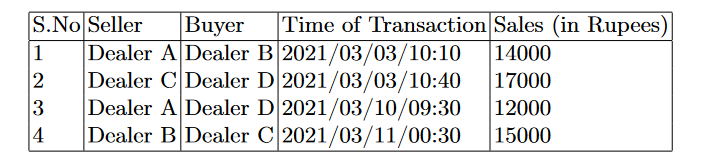 S.No Seller Buyer Time of Transaction Sales (in Rupees)
1 Dealer A Dealer B 2021/03/03/10:10 14000
2 Dealer C Dealer D 2021/03/03/10:40 17000
3 Dealer A Dealer D 2021/03/10/09:30 12000
4 Dealer B Dealer C 2021/03/11/00:30 15000